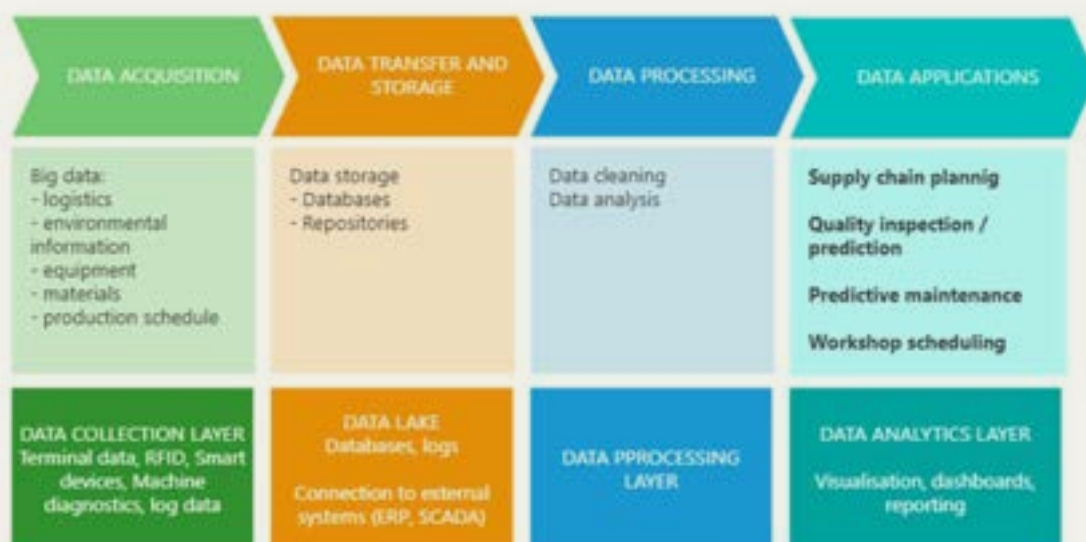 DATA ACQUISITION
DATA TRANSFER AND
STORAGE
DATA PROCESSING
DATA APPLICATIONS
Big data:
- logistics
- environmental
information
- equipment
- materials
- production schedule
Data storage
- Databases
- Repositories
Data cleaning
Data analysis
Supply chain plannig
Quality inspection /
prediction
Predictive maintenance
Workshop scheduling
DATA COLLECTION LAYER
Terminal data, RFID, Smart
devices, Machine
diagnostics, log data
DATA LAKE
Databases, logs
Connection to external
systems (ERP, SCADA)
DATA PPROCESSING
LAYER
DATA ANALYTICS LAYER
Visualisation, dashboards,
reporting